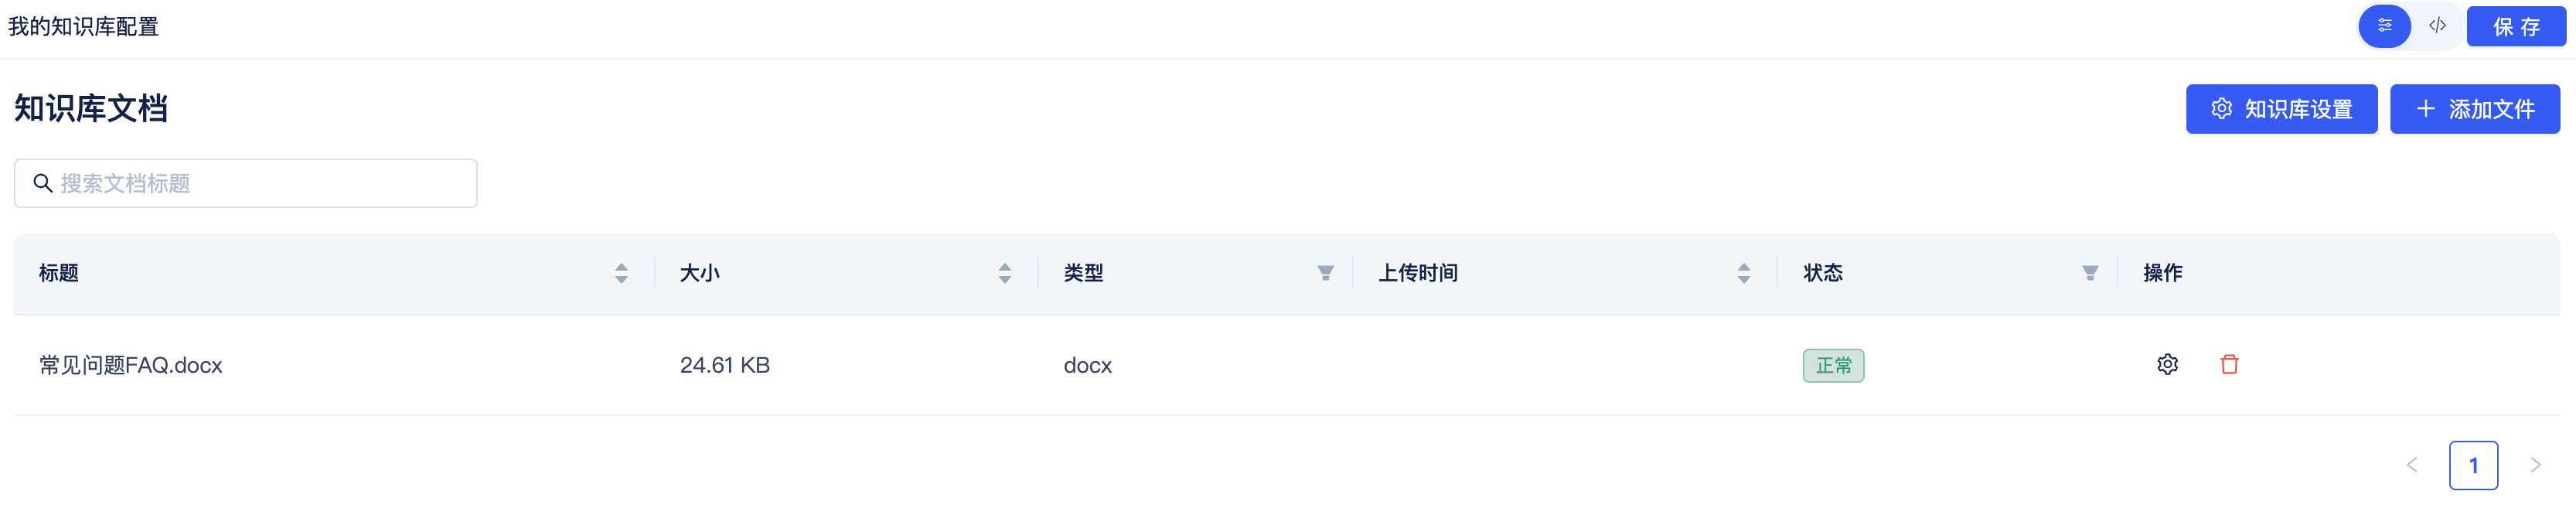 我的知识库配置
</> 保 存
知识库文档
知识库设置 + 添加文件
搜索文档标题
标题 大小 类型 上传时间 状态 操作
常见问题FAQ.docx 24.61 KB docx 正常
< 1 >